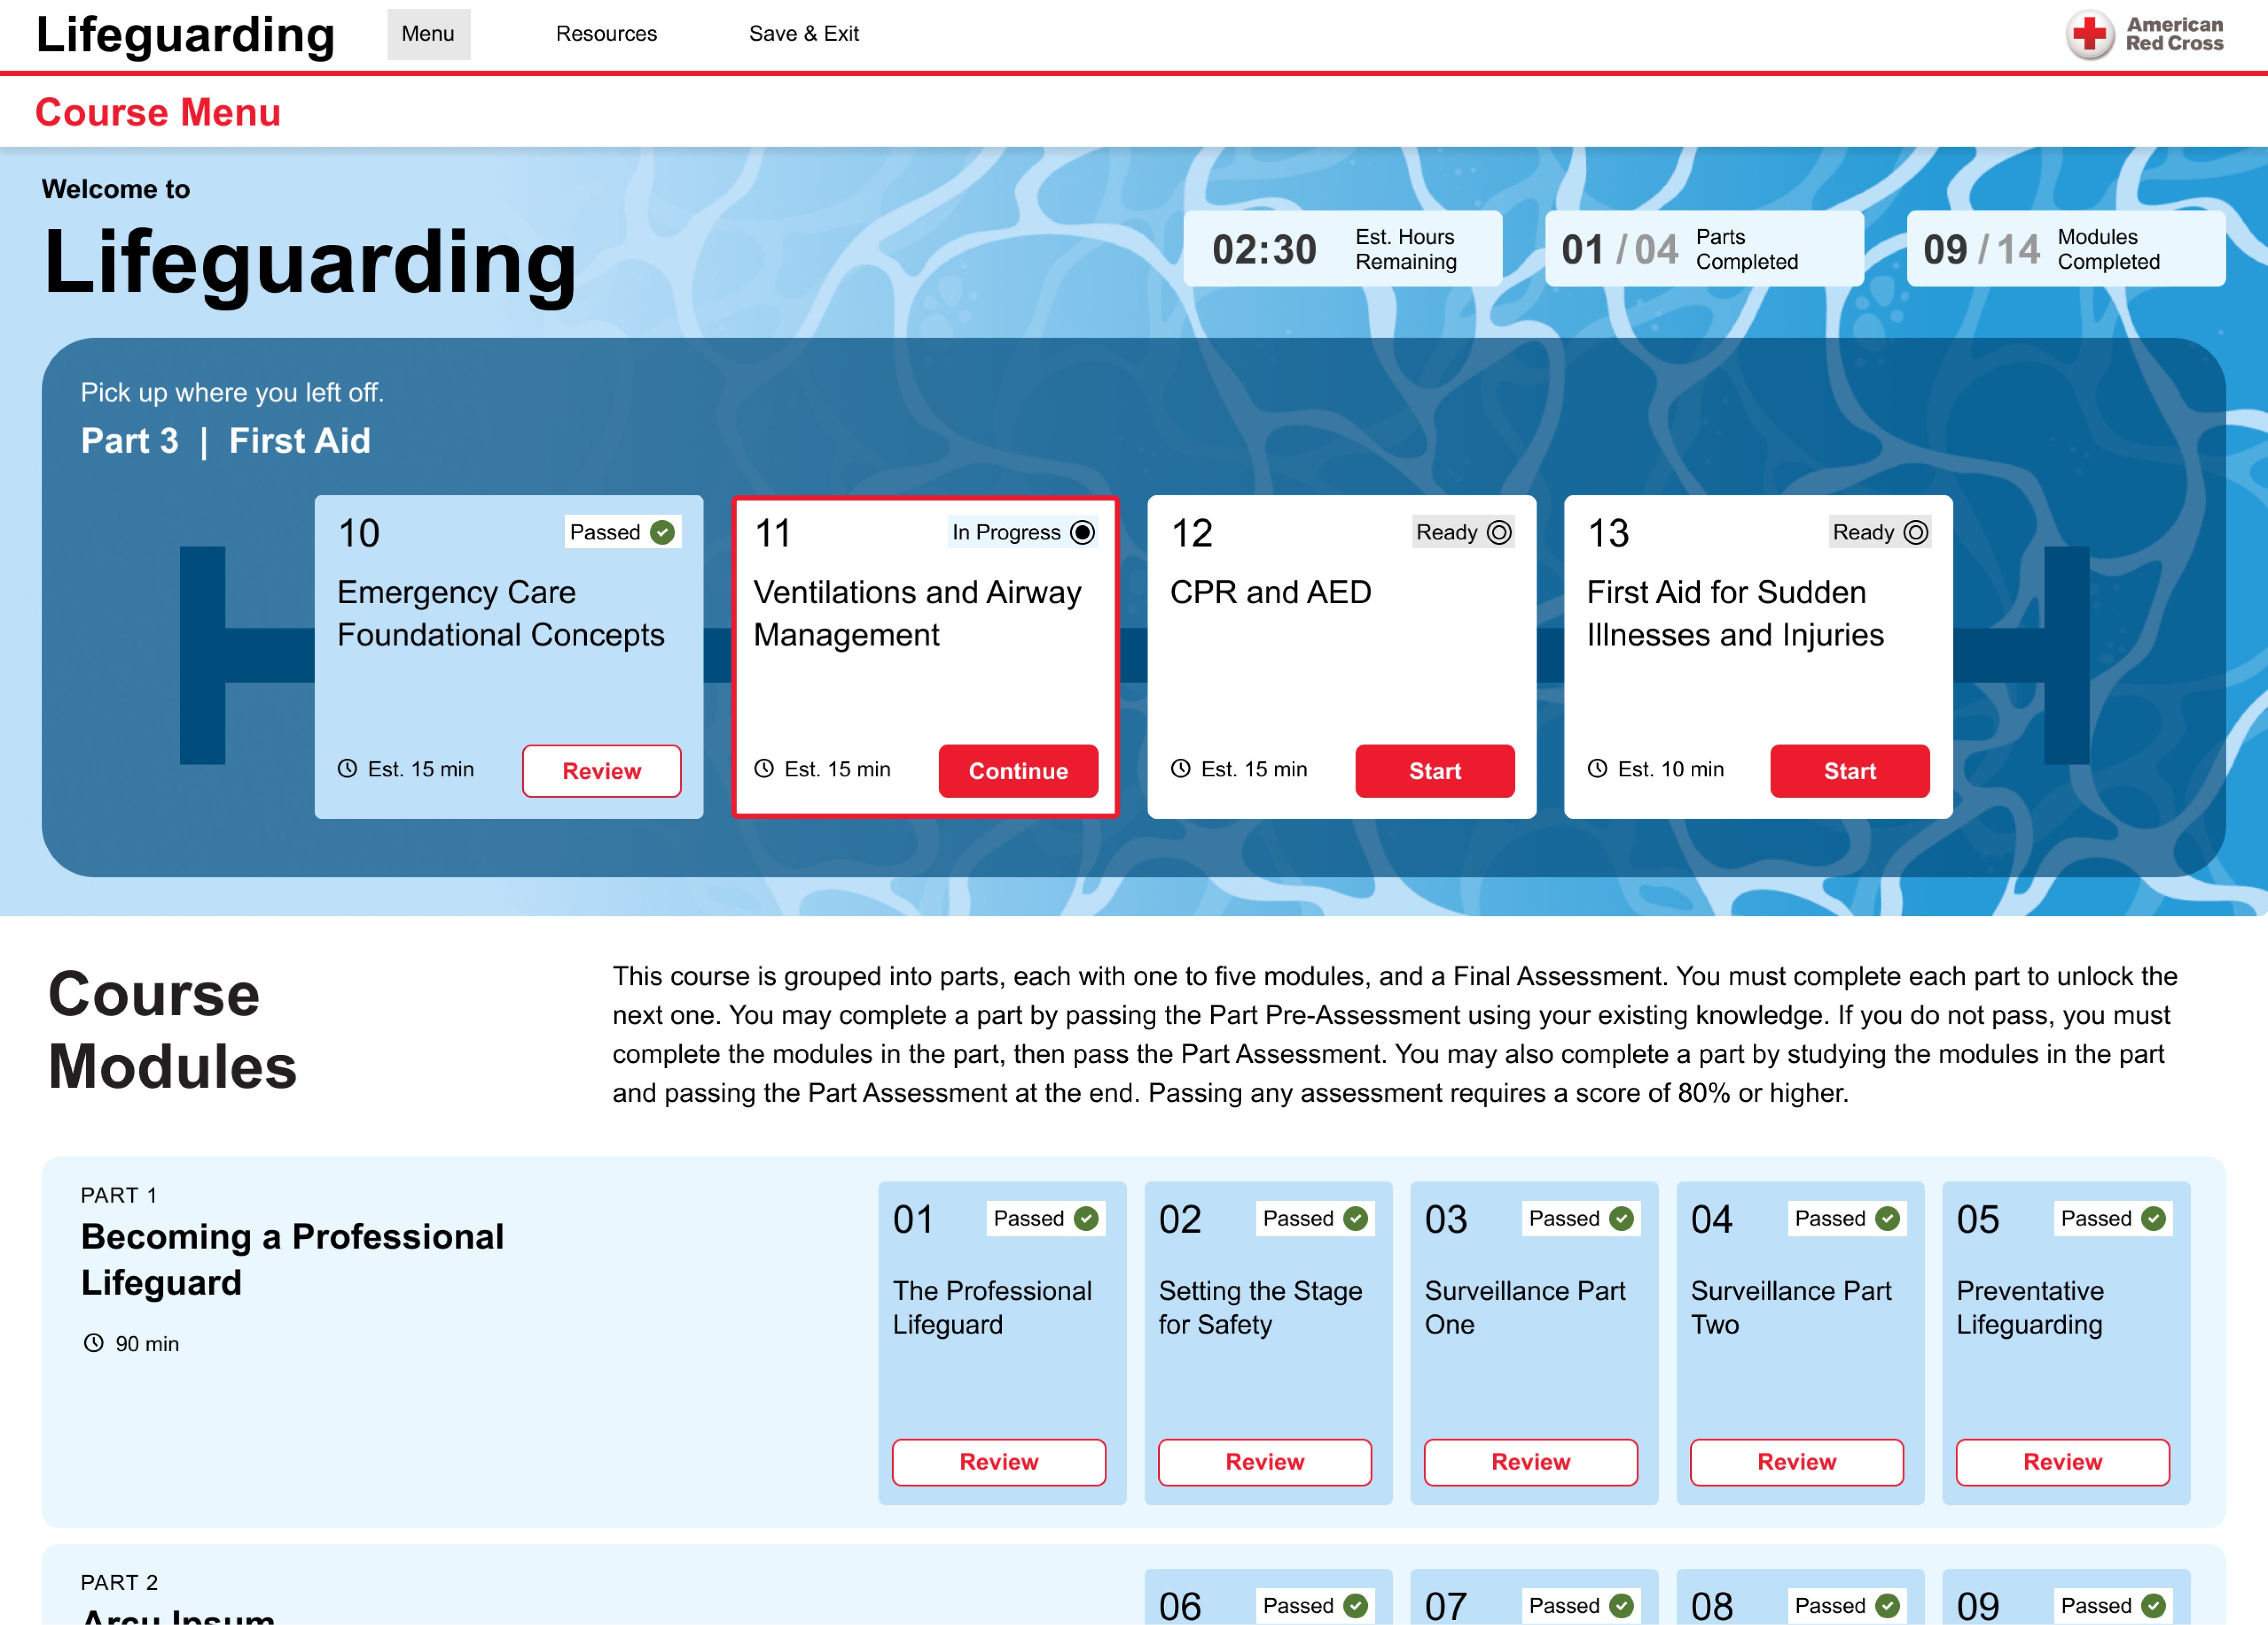 Lifeguarding
Menu
Resources
Save & Exit
American
Red Cross
Course Menu
Welcome to
Lifeguarding
02:30
Est. Hours
Remaining
01 / 04
Parts
Completed
09 / 14
Modules
Completed
Pick up where you left off.
Part 3 | First Aid
10
Passed
Emergency Care
Foundational Concepts
Est. 15 min
Review
11
In Progress
Ventilations and Airway
Management
Est. 15 min
Continue
12
Ready
CPR and AED
Est. 15 min
Start
13
Ready
First Aid for Sudden
Illnesses and Injuries
Est. 10 min
Start
Course
Modules
This course is grouped into parts, each with one to five modules, and a Final Assessment. You must complete each part to unlock the
next one. You may complete a part by passing the Part Pre-Assessment using your existing knowledge. If you do not pass, you must
complete the modules in the part, then pass the Part Assessment. You may also complete a part by studying the modules in the part
and passing the Part Assessment at the end. Passing any assessment requires a score of 80% or higher.
PART 1
Becoming a Professional
Lifeguard
90 min
01
Passed
The Professional
Lifeguard
Review
02
Passed
Setting the Stage
for Safety
Review
03
Passed
Surveillance Part
One
Review
04
Passed
Surveillance Part
Two
Review
05
Passed
Preventative
Lifeguarding
Review
PART 2
Arcu Ipsum
06
Passed
07
Passed
08
Passed
09
Passed